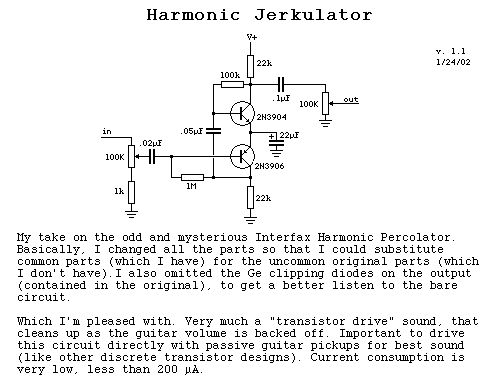 Harmonic Jerkulator
V+
v. 1.1
1/24/02
22k
100k
.1µF
100K
out
2N3904
in
.02µF
.05µF
+
22µF
100K
2N3906
1k
1M
22k
My take on the odd and mysterious Interfax Harmonic Percolator.
Basically, I changed all the parts so that I could substitute
common parts (which I have) for the uncommon original parts (which
I don't have).I also omitted the Ge clipping diodes on the output
(contained in the original), to get a better listen to the bare
circuit.
Which I'm pleased with. Very much a "transistor drive" sound, that
cleans up as the guitar volume is backed off. Important to drive
this circuit directly with passive guitar pickups for best sound
(like other discrete transistor designs). Current consumption is
very low, less than 200 µA.